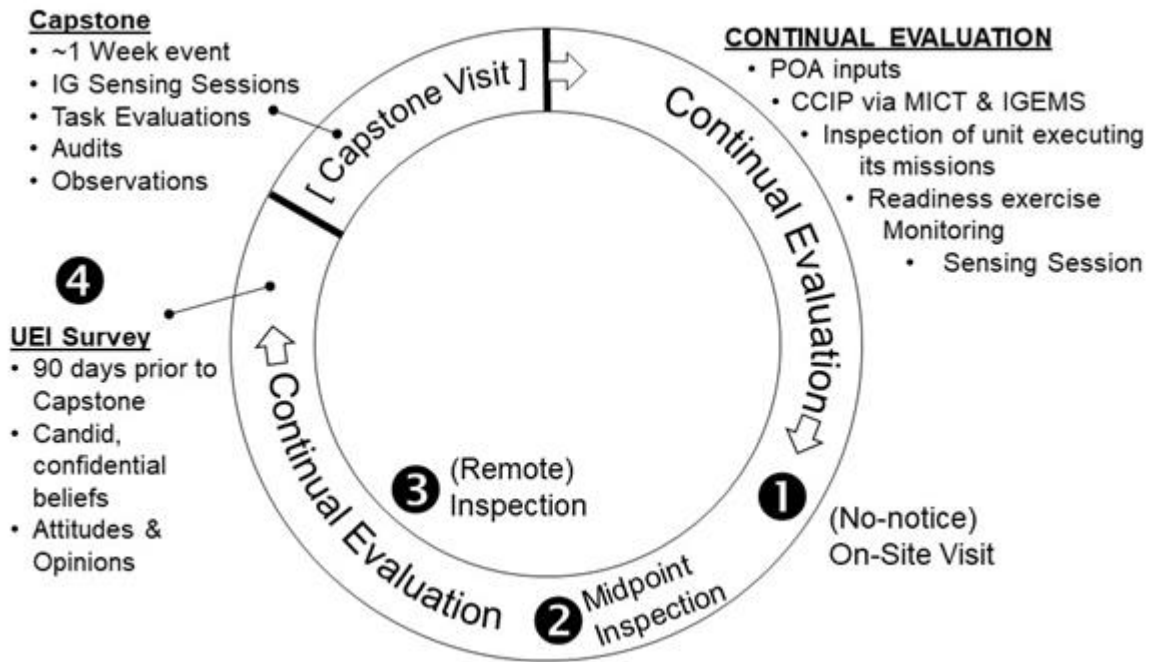 Capstone
• ~1 Week event
• IG Sensing Sessions
• Task Evaluations
• Audits
• Observations
[ Capstone Visit ]
CONTINUAL EVALUATION
• POA inputs
• CCIP via MICT & IGEMS
• Inspection of unit executing
its missions
• Readiness exercise
Monitoring
• Sensing Session
Continual Evaluation
1
(No-notice)
On-Site Visit
2
Midpoint
Inspection
3
(Remote)
Inspection
Continual Evaluation
4
UEI Survey
• 90 days prior to
Capstone
• Candid,
confidential
beliefs
• Attitudes &
Opinions